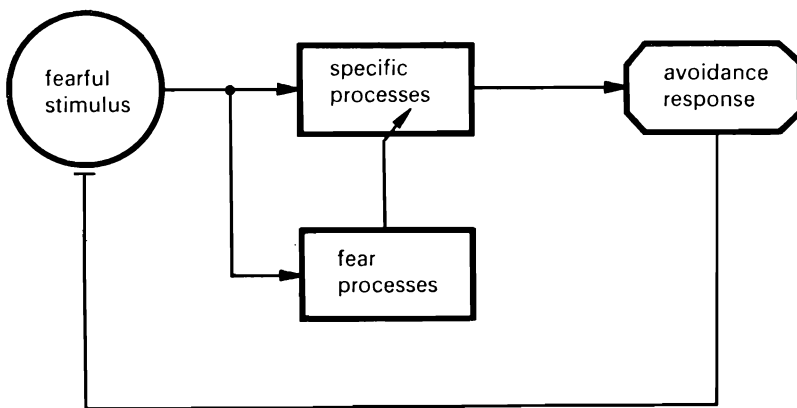 fearful
stimulus
specific
processes
avoidance
response
fear
processes